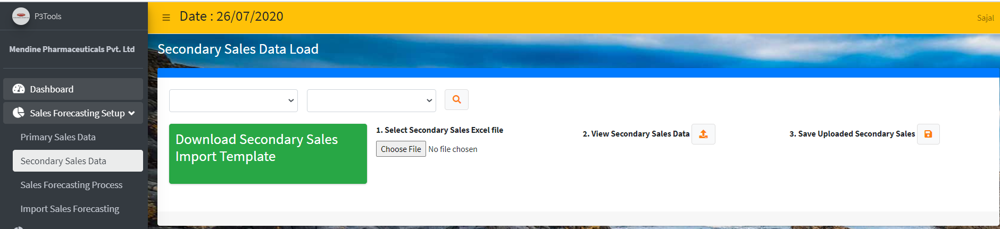 P3Tools
Mendine Pharmaceuticals Pvt. Ltd
Dashboard
Sales Forecasting Setup
Primary Sales Data
Secondary Sales Data
Sales Forecasting Process
Import Sales Forecasting
Date : 26/07/2020
Sajal
Secondary Sales Data Load
Download Secondary Sales
Import Template
1. Select Secondary Sales Excel file
Choose File No file chosen
2. View Secondary Sales Data
3. Save Uploaded Secondary Sales